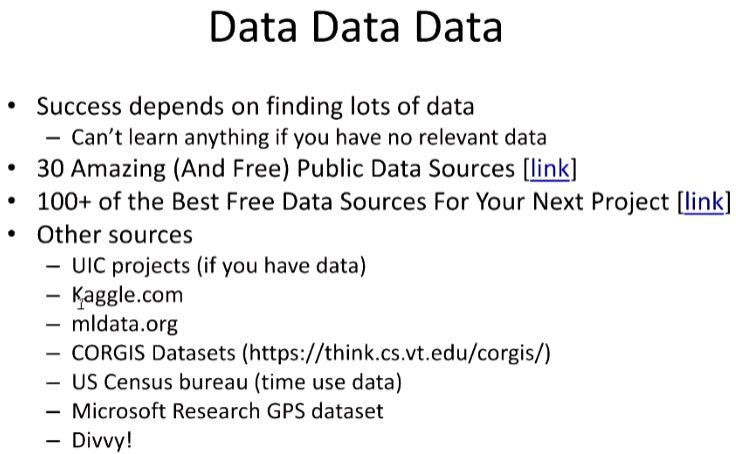 Data Data Data
• Success depends on finding lots of data
– Can't learn anything if you have no relevant data
• 30 Amazing (And Free) Public Data Sources [link]
• 100+ of the Best Free Data Sources For Your Next Project [link]
• Other sources
– UIC projects (if you have data)
– Kaggle.com
– mldata.org
– CORGIS Datasets (https://think.cs.vt.edu/corgis/)
– US Census bureau (time use data)
– Microsoft Research GPS dataset
– Divvy!